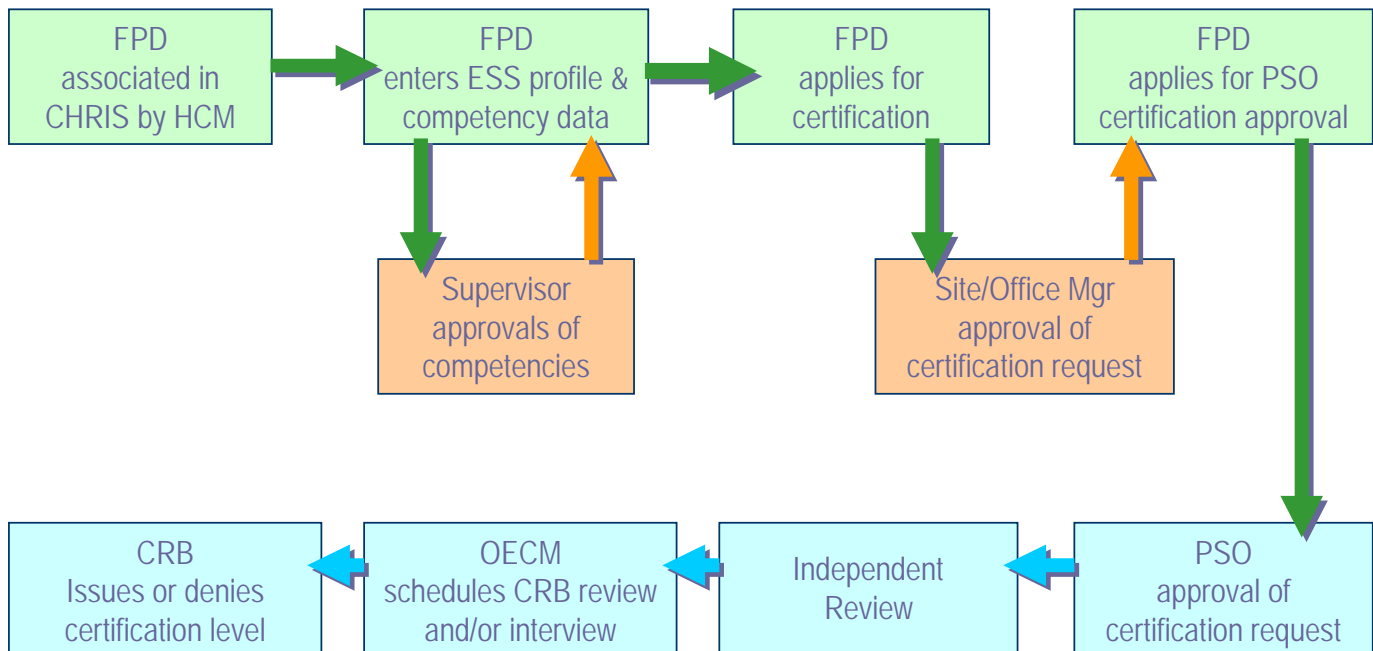 FPD
associated in
CHRIS by HCM
FPD
enters ESS profile &
competency data
FPD
applies for
certification
FPD
applies for PSO
certification approval
Supervisor
approvals of
competencies
Site/Office Mgr
approval of
certification request
CRB
Issues or denies
certification level
OECM
schedules CRB review
and/or interview
Independent
Review
PSO
approval of
certification request